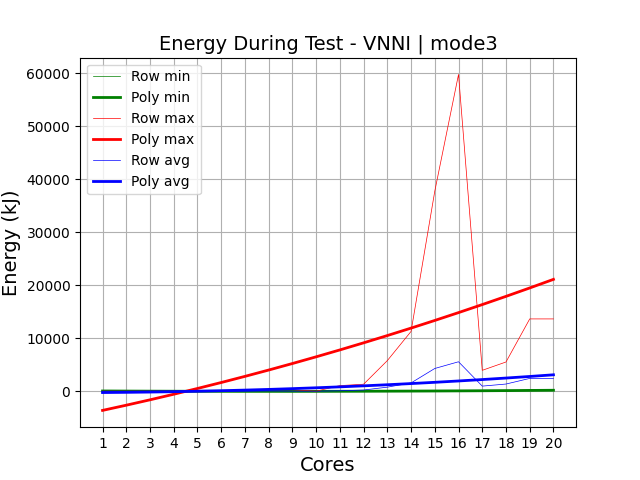 Energy During Test - VNNI | mode3
Row min
Poly min
Row max
Poly max
Row avg
Poly avg
Energy (kJ)
60000
50000
40000
30000
20000
10000
0
1 2 3 4 5 6 7 8 9 10 11 12 13 14 15 16 17 18 19 20
Cores